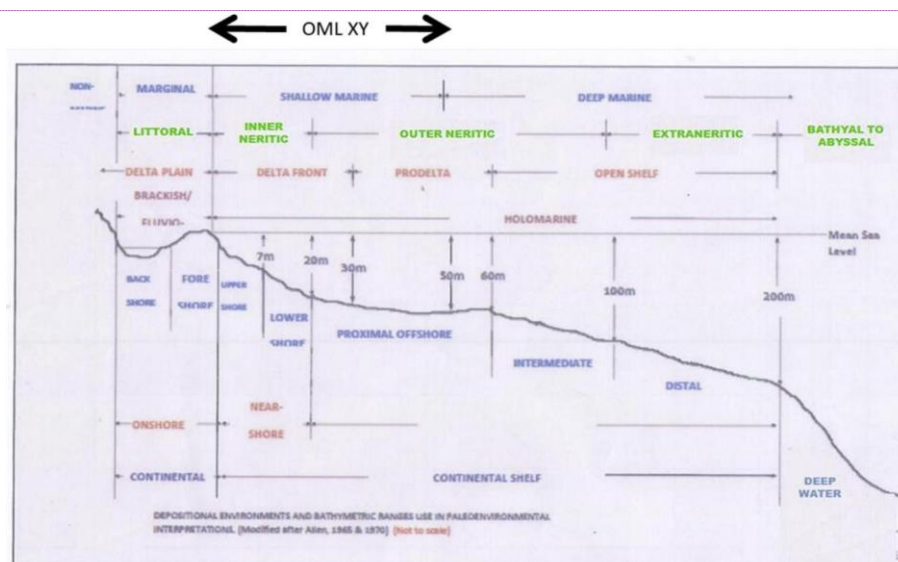 OML XY
NON-
MARGINAL
SHALLOW MARINE
DEEP MARINE
LITTORAL
INNER
NERITIC
OUTER NERITIC
EXTRANERITIC
BATHYAL TO
ABYSSAL
DELTA PLAIN
DELTA FRONT
PRODELTA
OPEN SHELF
BRACKISH/
FLUVIO-
HOLOMARINE
Mean Sea
Level
7m
20m
30m
50m
60m
100m
200m
BACK
SHORE
FORE
SHORE
UPPER
SHORE
LOWER
SHORE
PROXIMAL OFFSHORE
INTERMEDIATE
DISTAL
ONSHORE
NEAR-
SHORE
CONTINENTAL
CONTINENTAL SHELF
DEEP
WATER
DEPOSITIONAL ENVIRONMENTS AND BATHYMETRIC RANGES USE IN PALEOENVIRONMENTAL
INTERPRETATIONS. (Modified after Allen, 1965 & 1970) (Not to scale)